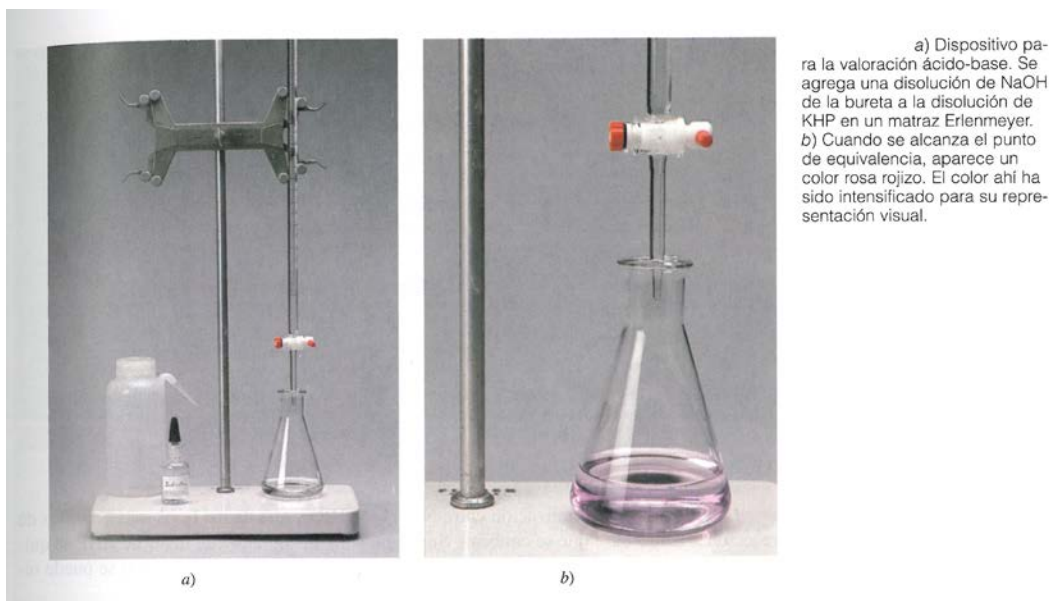 a) Dispositivo pa-
ra la valoración ácido-base. Se
agrega una disolución de NaOH
de la bureta a la disolución de
KHP en un matraz Erlenmeyer.
b) Cuando se alcanza el punto
de equivalencia, aparece un
color rosa rojizo. El color ahí ha
sido intensificado para su repre-
sentación visual.
a)
b)